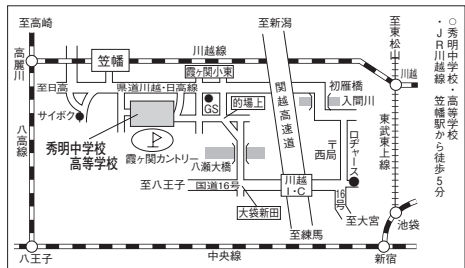 ○秀明中学校・高等学校
・JR川越線 笠幡駅から徒歩5分
至高崎
至新潟
至東松山
高麗川
笠幡
川越線
霞ヶ関小東
初雁橋
川越
至日高
県道川越・日高線
GS
的場上
関越高速道
入間川
サイボク
秀明中学校
高等学校
霞ヶ関カントリー
八瀬大橋
〒西局
ロヂャース
東武東上線
八高線
至八王子
国道16号
川越
I・C
16号
大袋新田
至練馬
至大宮
池袋
八王子
中央線
新宿